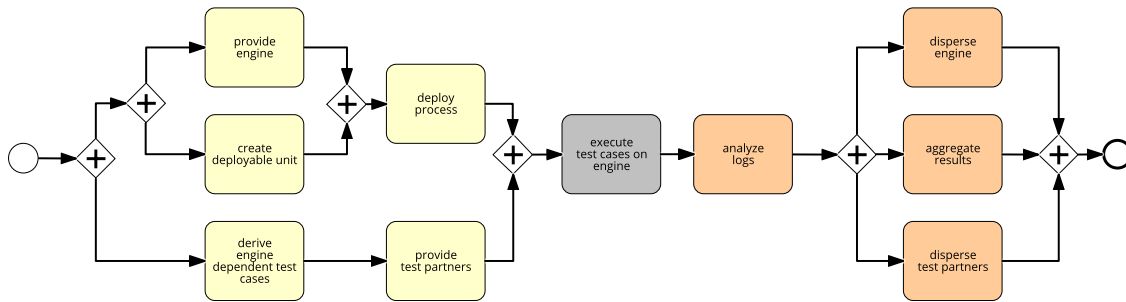 provide
engine
create
deployable unit
derive
engine
dependent test
cases
deploy
process
provide
test partners
execute
test cases on
engine
analyze
logs
disperse
engine
aggregate
results
disperse
test partners